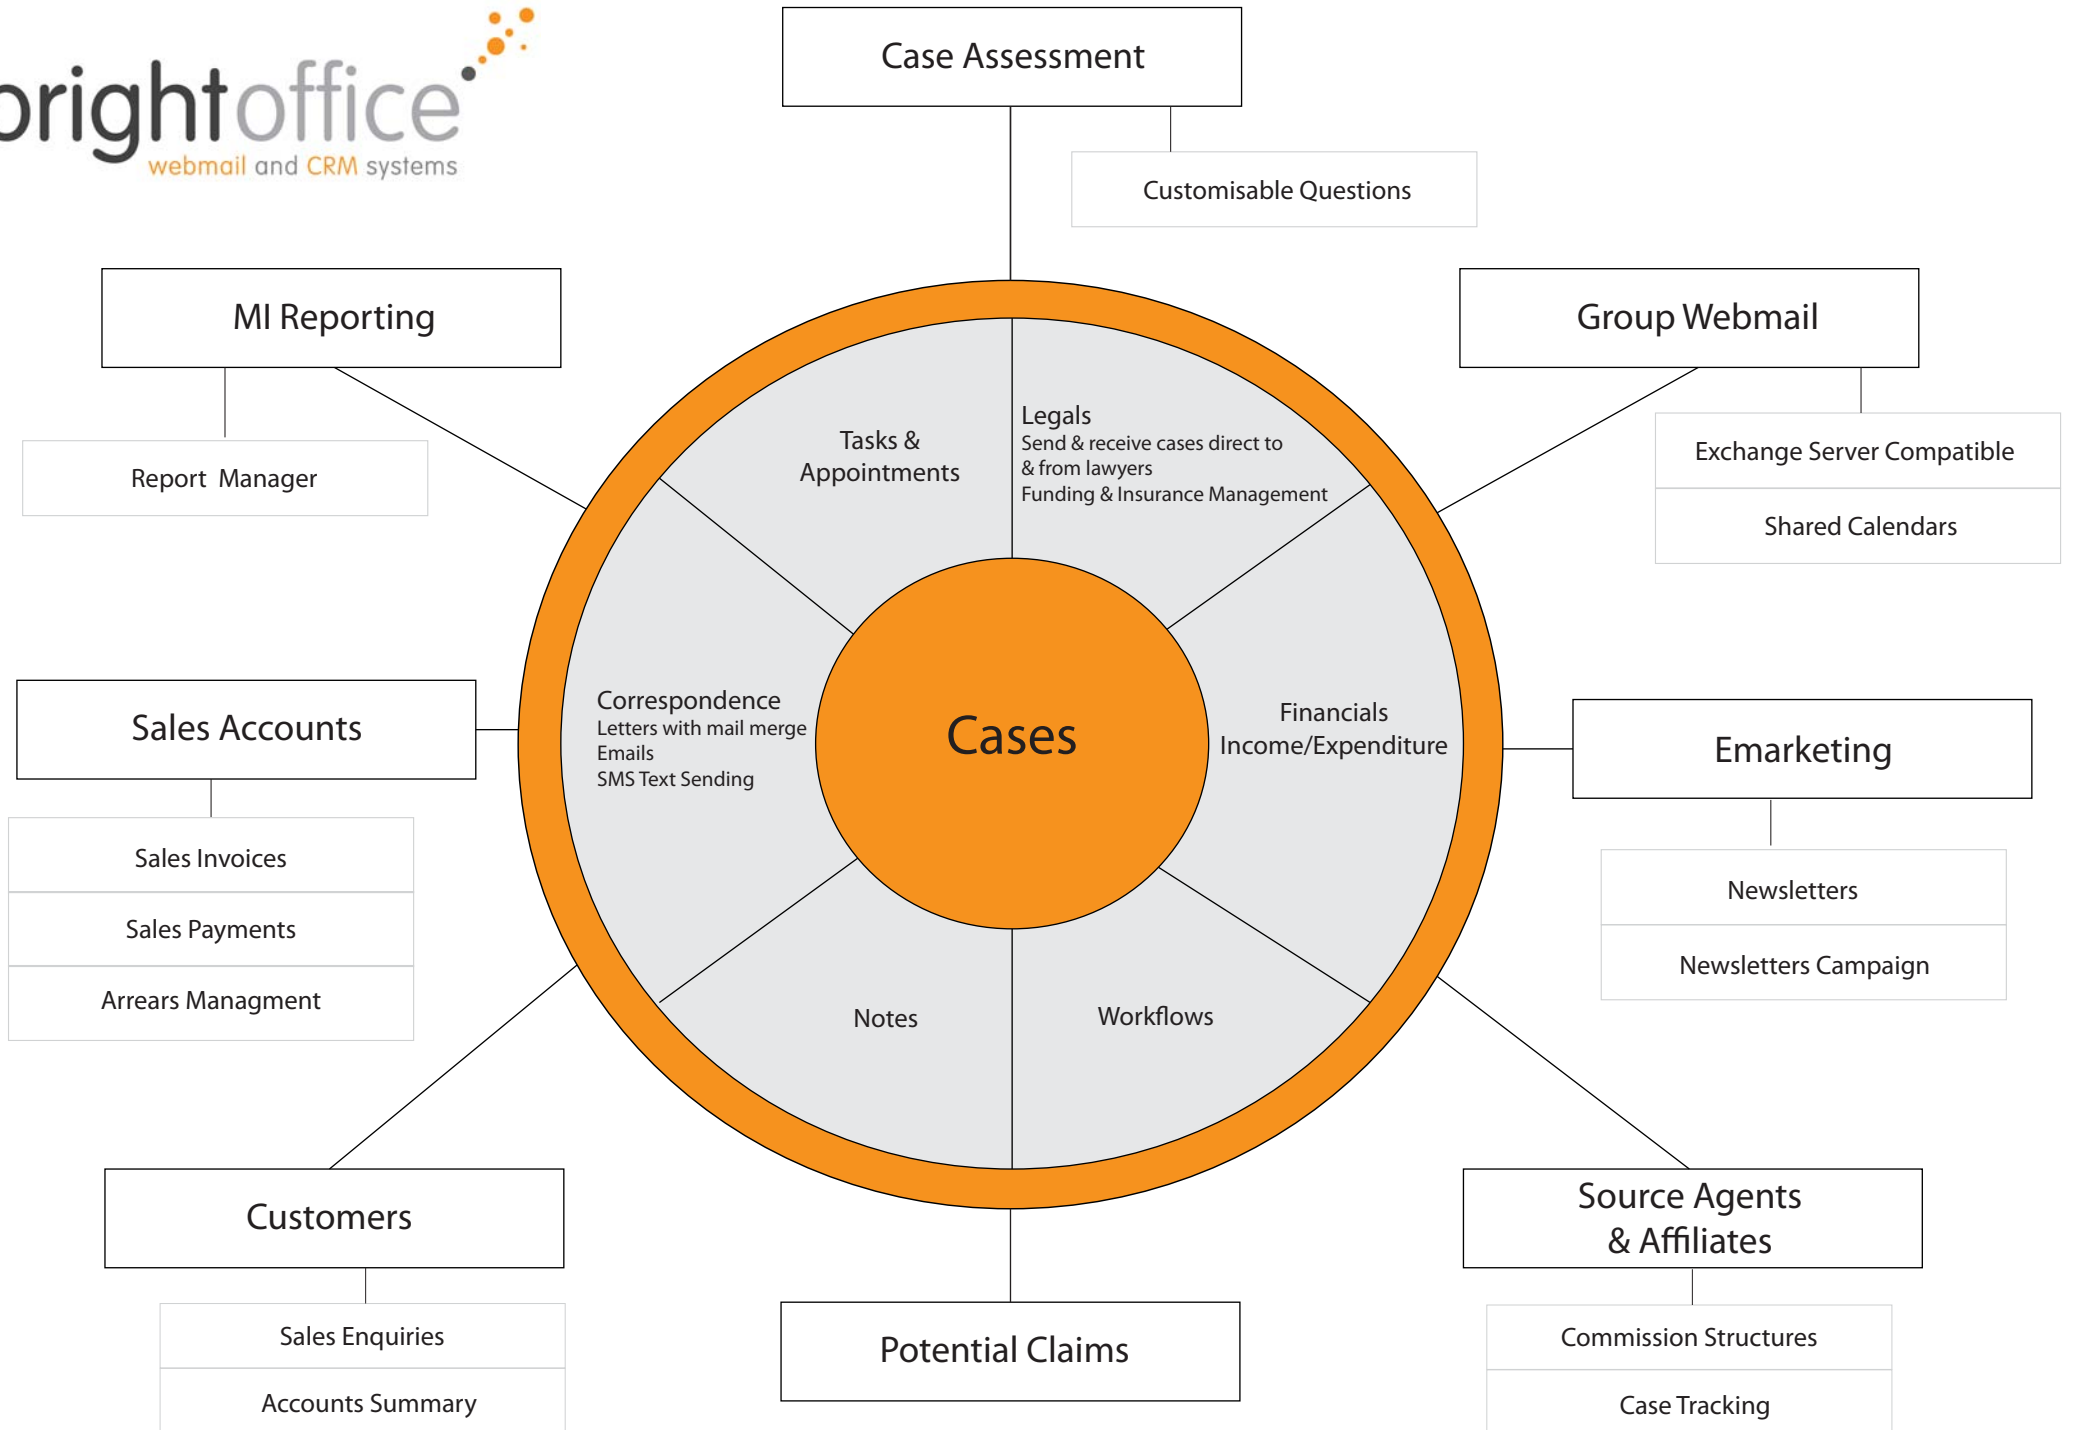 brightoffice
webmail and CRM systems
Case Assessment
Customisable Questions
MI Reporting
Report Manager
Group Webmail
Exchange Server Compatible
Shared Calendars
Tasks &
Appointments
Legals
Send & receive cases direct to
& from lawyers
Funding & Insurance Management
Correspondence
Letters with mail merge
Emails
SMS Text Sending
Cases
Financials
Income/Expenditure
Notes
Workflows
Sales Accounts
Sales Invoices
Sales Payments
Arrears Managment
Emarketing
Newsletters
Newsletters Campaign
Customers
Sales Enquiries
Accounts Summary
Potential Claims
Source Agents
& Affiliates
Commission Structures
Case Tracking